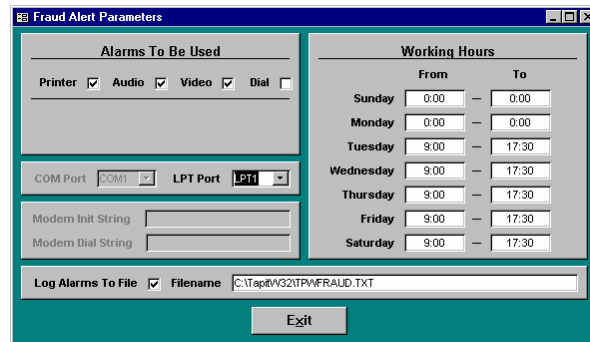 Fraud Alert Parameters
Alarms To Be Used
Printer Audio Video Dial
COM Port COM1 LPT Port LPT1
Modem Init String
Modem Dial String
Working Hours
From To
Sunday 0:00 — 0:00
Monday 0:00 — 0:00
Tuesday 9:00 — 17:30
Wednesday 9:00 — 17:30
Thursday 9:00 — 17:30
Friday 9:00 — 17:30
Saturday 9:00 — 17:30
Log Alarms To File Filename C:\TapitW32\TPWFRAUD.TXT
Exit